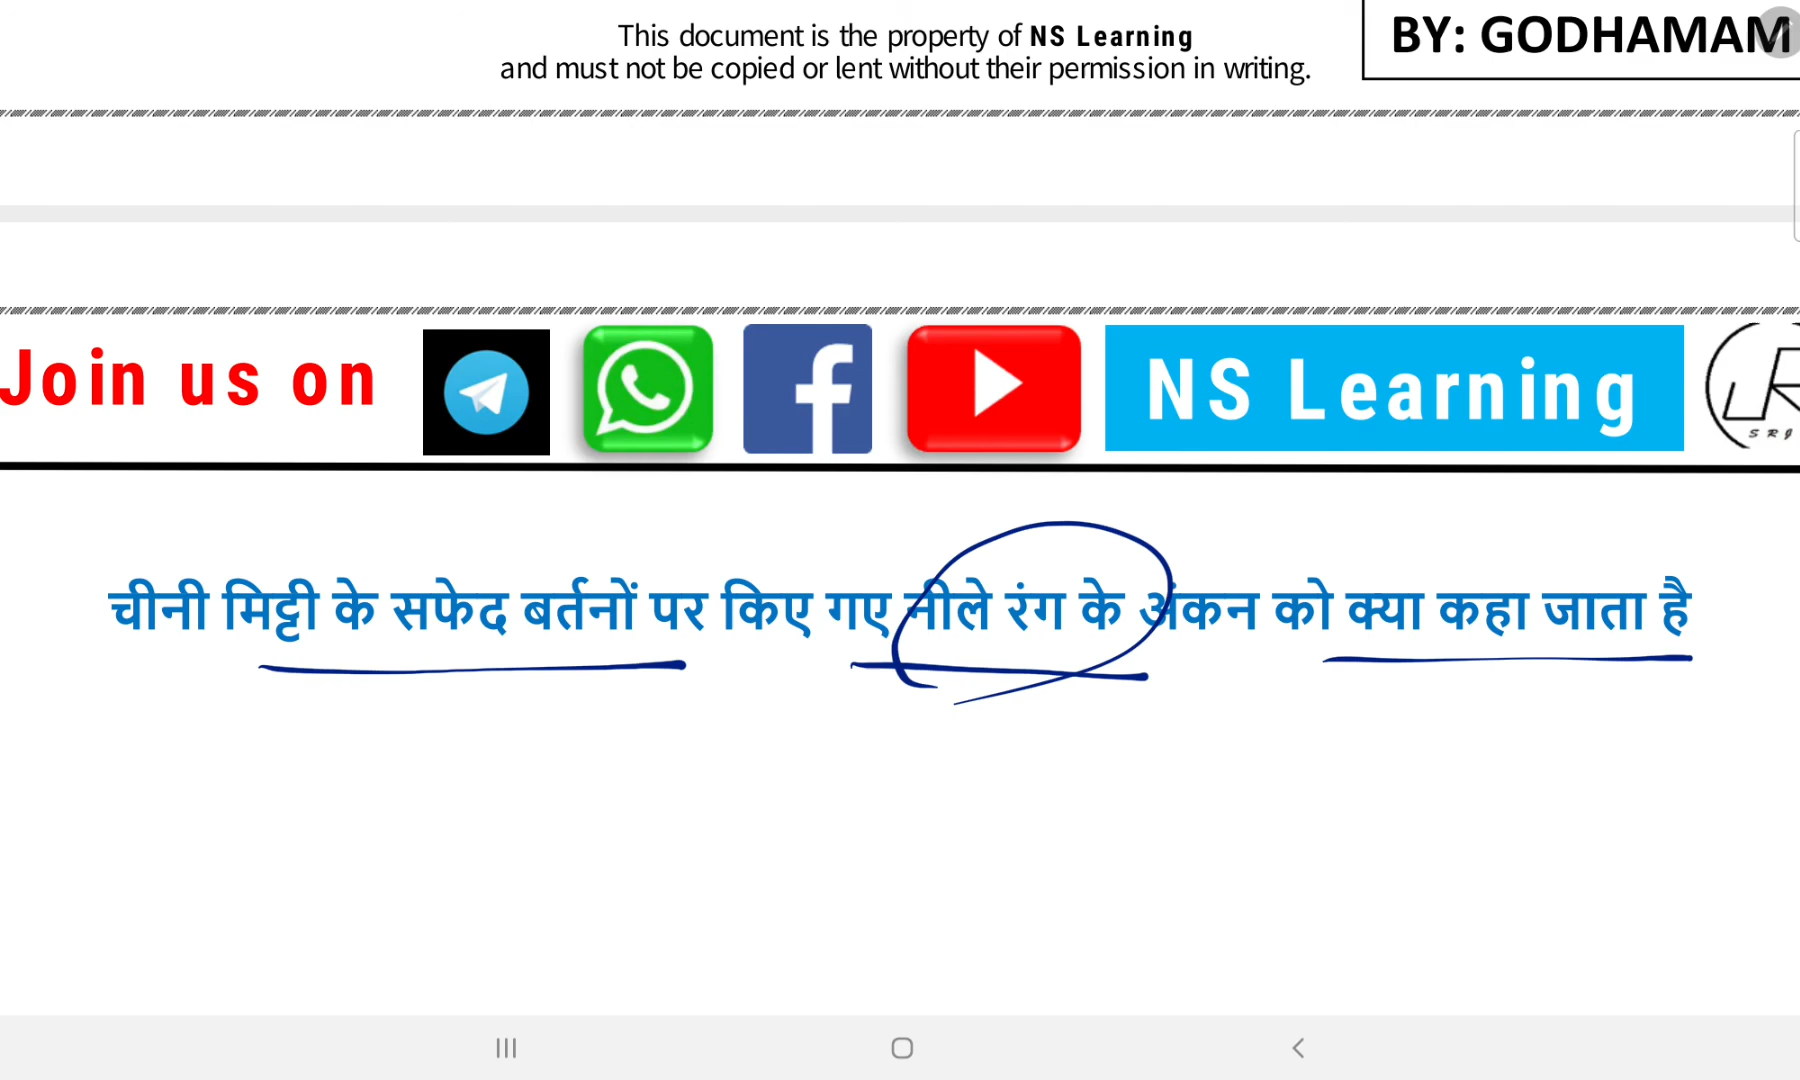 This document is the property of NS Learning
and must not be copied or lent without their permission in writing.
BY: GODHAMAM
Join us on
NS Learning
SRI
चीनी मिट्टी के सफेद बर्तनों पर किए गए नीले रंग के अंकन को क्या कहा जाता है